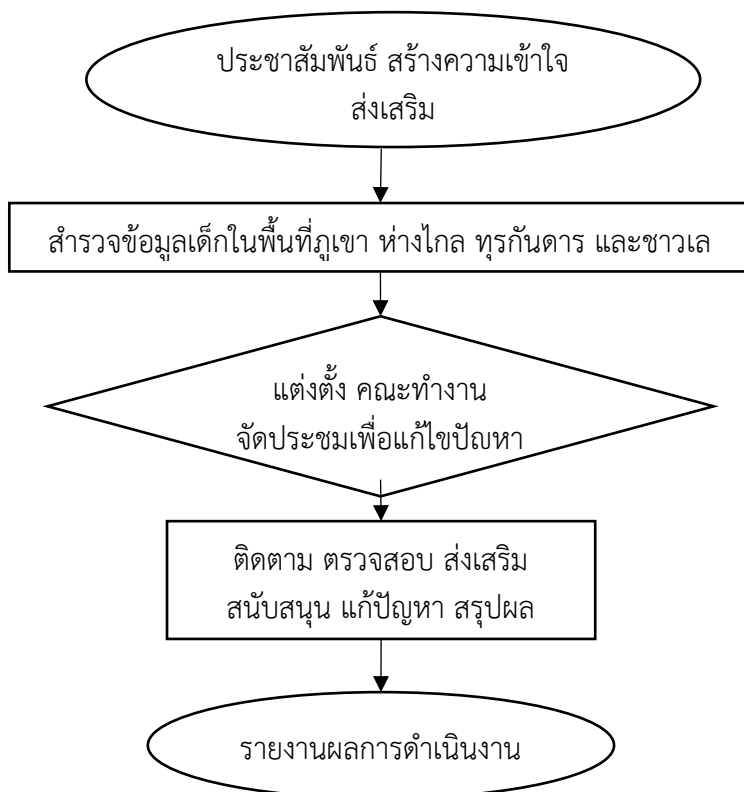 ประชาสัมพันธ์ สร้างความเข้าใจ
ส่งเสริม
สำรวจข้อมูลเด็กในพื้นที่ภูเขา ห่างไกล ทุรกันดาร และชาวเล
แต่งตั้ง คณะทำงาน
จัดประชุมเพื่อแก้ไขปัญหา
ติดตาม ตรวจสอบ ส่งเสริม
สนับสนุน แก้ปัญหา สรุปผล
รายงานผลการดำเนินงาน